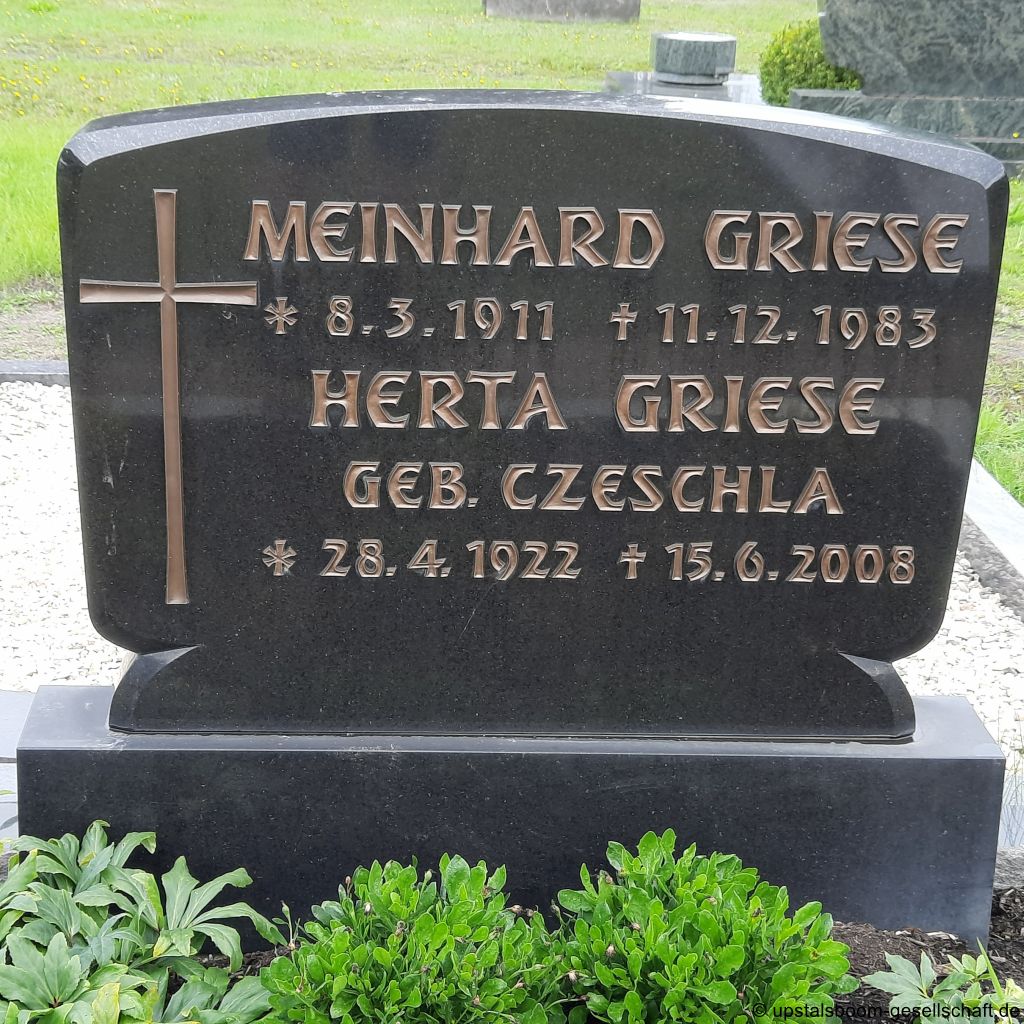 MEINHARD GRIESE
* 8.3.1911 † 11.12.1983
HERTA GRIESE
GEB. CZESCHLA
* 28.4.1922 † 15.6.2008
© upstalsboom-gesellschaft.de